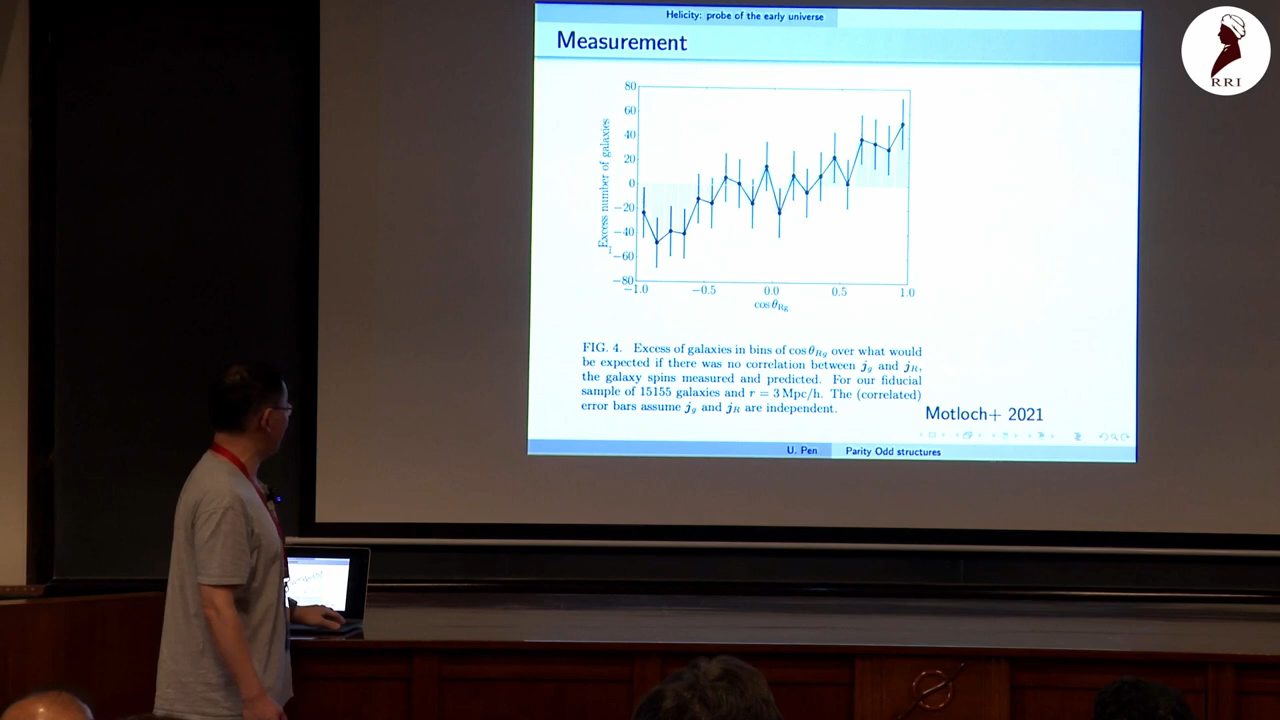 Helicity: probe of the early universe
Measurement
RRI
80
60
40
20
0
−20
−40
−60
−80
Excess number of galaxies
−1.0 −0.5 0.0 0.5 1.0
cos θRg
FIG. 4. Excess of galaxies in bins of cos θRg over what would
be expected if there was no correlation between jg and jR,
the galaxy spins measured and predicted. For our fiducial
sample of 15155 galaxies and r = 3 Mpc/h. The (correlated)
error bars assume jg and jR are independent.
Motloch+ 2021
U. Pen Parity Odd structures